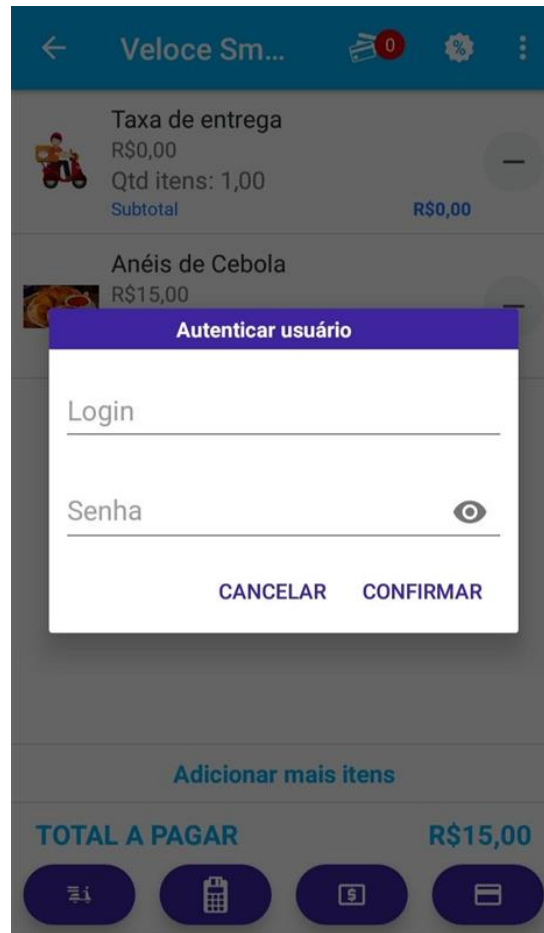 Veloce Sm...
0
%
Taxa de entrega
R$0,00
Qtd itens: 1,00
Subtotal R$0,00
Anéis de Cebola
R$15,00
Autenticar usuário
Login
Senha
CANCELAR CONFIRMAR
Adicionar mais itens
TOTAL A PAGAR R$15,00
$